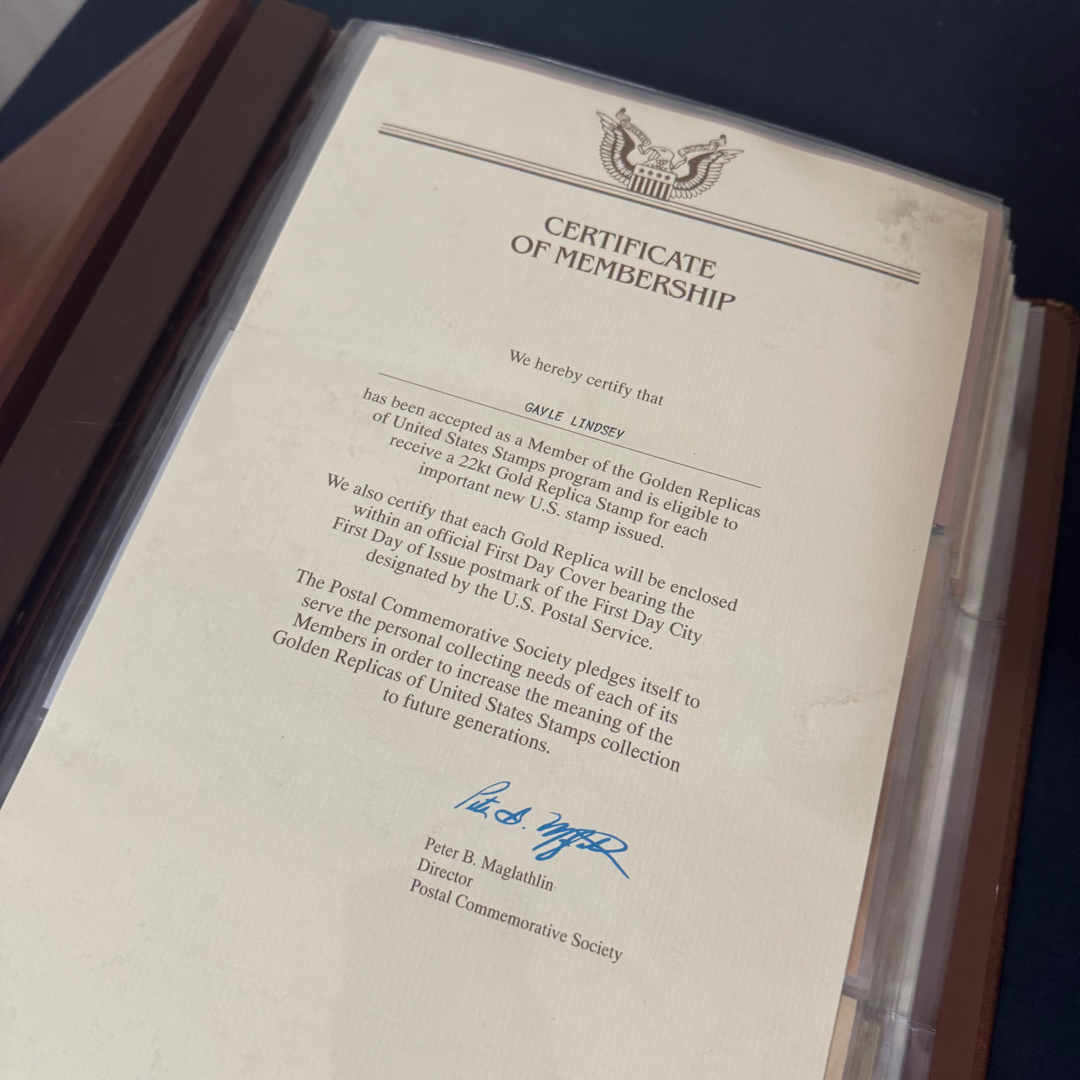 CERTIFICATE
OF MEMBERSHIP
We hereby certify that
GAYLE LINDSEY
has been accepted as a Member of the Golden Replicas
of United States Stamps program and is eligible to
receive a 22kt Gold Replica Stamp for each
important new U.S. stamp issued.
We also certify that each Gold Replica will be enclosed
within an official First Day Cover bearing the
First Day of Issue postmark of the First Day City
designated by the U.S. Postal Service.
The Postal Commemorative Society pledges itself to
serve the personal collecting needs of each of its
Members in order to increase the meaning of the
Golden Replicas of United States Stamps collection
to future generations.
Peter B. Maglathlin
Peter B. Maglathlin
Director
Postal Commemorative Society